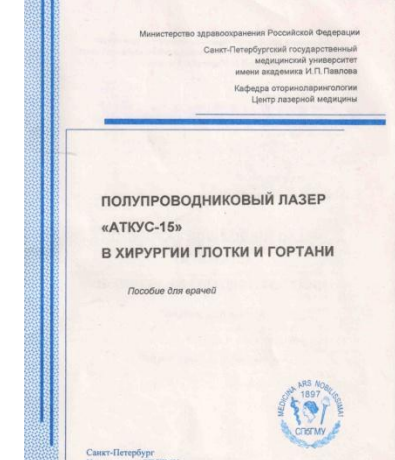 Министерство здравоохранения Российской Федерации
Санкт-Петербургский государственный
медицинский университет
имени академика И.П.Павлова
Кафедра оториноларингологии
Центр лазерной медицины
ПОЛУПРОВОДНИКОВЫЙ ЛАЗЕР
«АТКУС-15»
В ХИРУРГИИ ГЛОТКИ И ГОРТАНИ
Пособие для врачей
MEDICINA ARS NOBILISSIMA!
1897
СПбГМУ
Санкт-Петербург